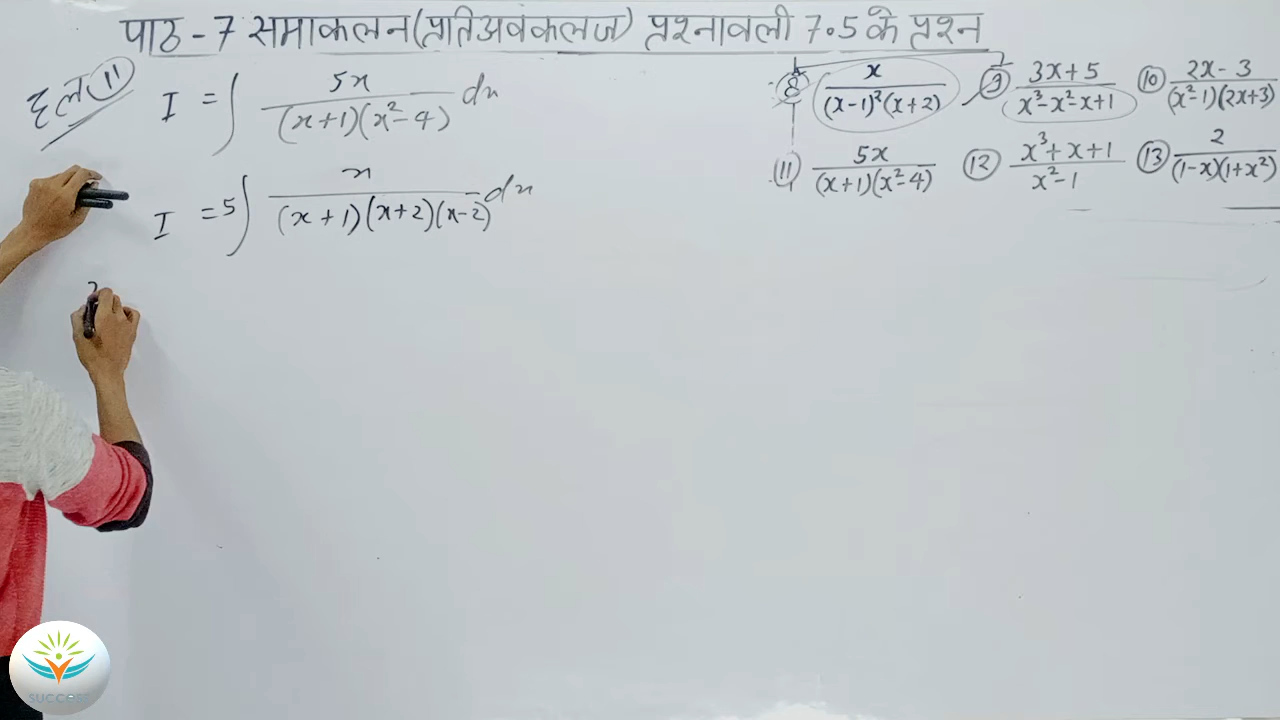 पाठ - 7 समाकलन (प्रतिअवकलज) प्रश्नावली 7.5 के प्रश्न
हल 11
I = ∫ 5x / (x+1)(x²-4) dx
I = 5 ∫ x / (x+1)(x+2)(x-2) dx
8 x / (x-1)²(x+2)
9 3x+5 / x³-x²-x+1
10 2x-3 / (x²-1)(2x+3)
11 5x / (x+1)(x²-4)
12 x³+x+1 / x²-1
13 2 / (1-x)(1+x²)
SUCCESS